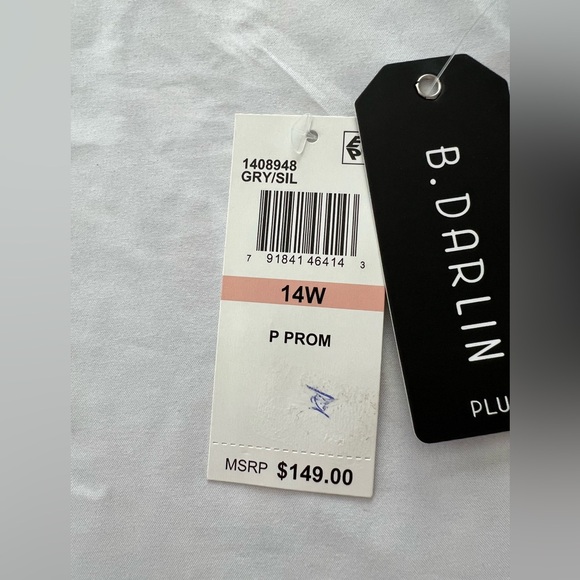 1408948
GRY/SIL
7 91841 46414 3
14W
P PROM
MSRP $149.00
B.DARLIN
PLU